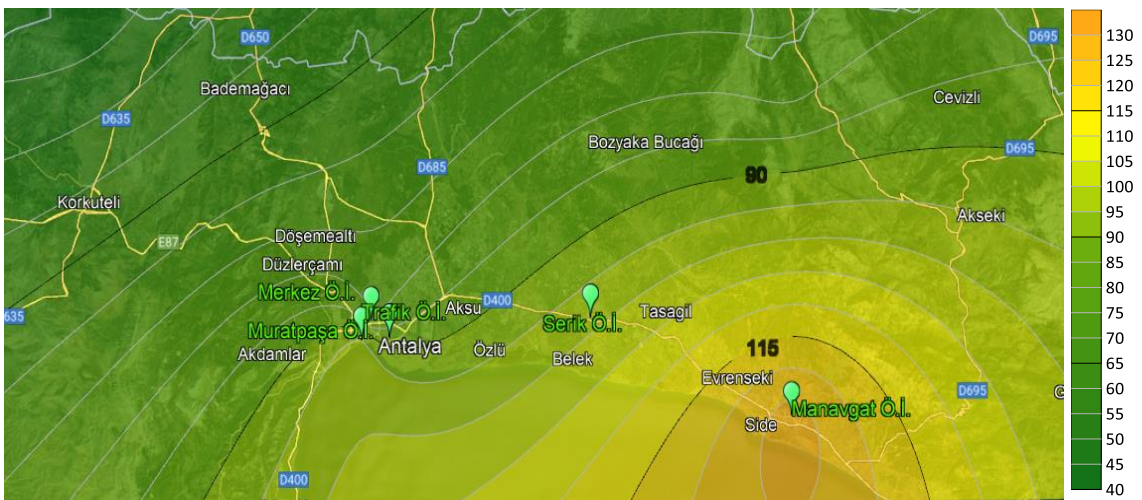 D650
D695
Bademağacı
Cevizli
D635
Bozyaka Bucağı
D695
D685
90
Korkuteli
Akseki
Döşemealtı
E87
Düzlerçamı
Merkez Ö.İ.
Trafik Ö.İ.
Aksu
D400
Tasagil
635
Muratpaşa Ö.İ.
Serik Ö.İ.
Antalya
Özlü
Akdamlar
Belek
115
Evrenseki
D695
G
Manavgat Ö.İ.
Side
D400
130
125
120
115
110
105
100
95
90
85
80
75
70
65
60
55
50
45
40